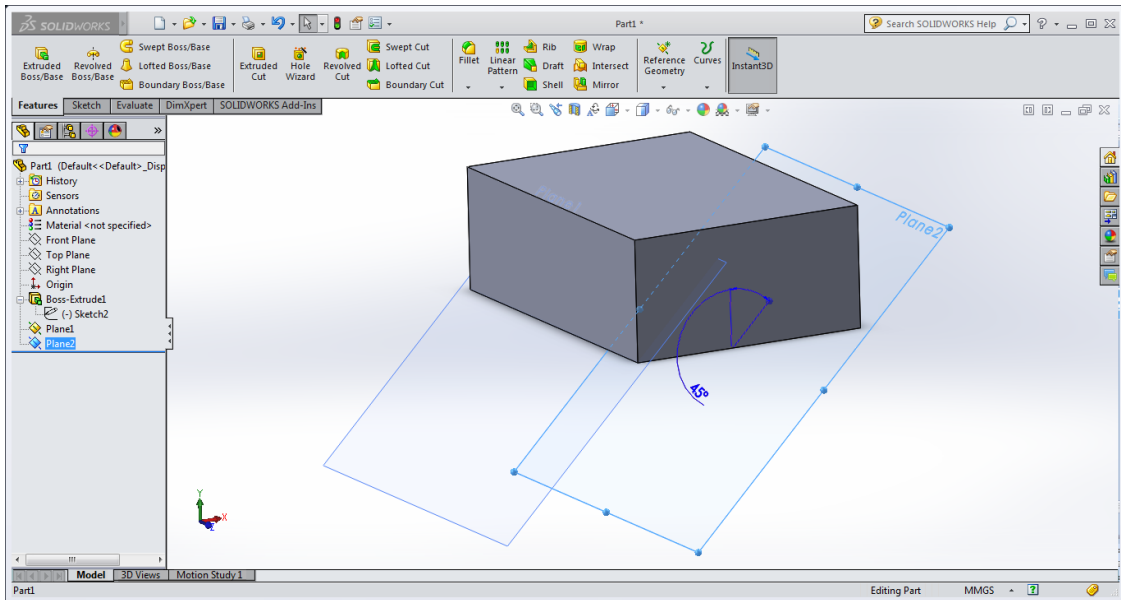 SOLIDWORKS
Part1 *
Search SOLIDWORKS Help
Extruded Boss/Base
Revolved Boss/Base
Swept Boss/Base
Lofted Boss/Base
Boundary Boss/Base
Extruded Cut
Hole Wizard
Revolved Cut
Swept Cut
Lofted Cut
Boundary Cut
Fillet
Linear Pattern
Rib
Draft
Shell
Wrap
Intersect
Mirror
Reference Geometry
Curves
Instant3D
Features Sketch Evaluate DimXpert SOLIDWORKS Add-Ins
Part1 (Default<<Default>_Disp
History
Sensors
Annotations
Material <not specified>
Front Plane
Top Plane
Right Plane
Origin
Boss-Extrude1
(-) Sketch2
Plane1
Plane2
Plane1
Plane2
45°
Y
X
Z
Model 3D Views Motion Study 1
Part1
Editing Part MMGS